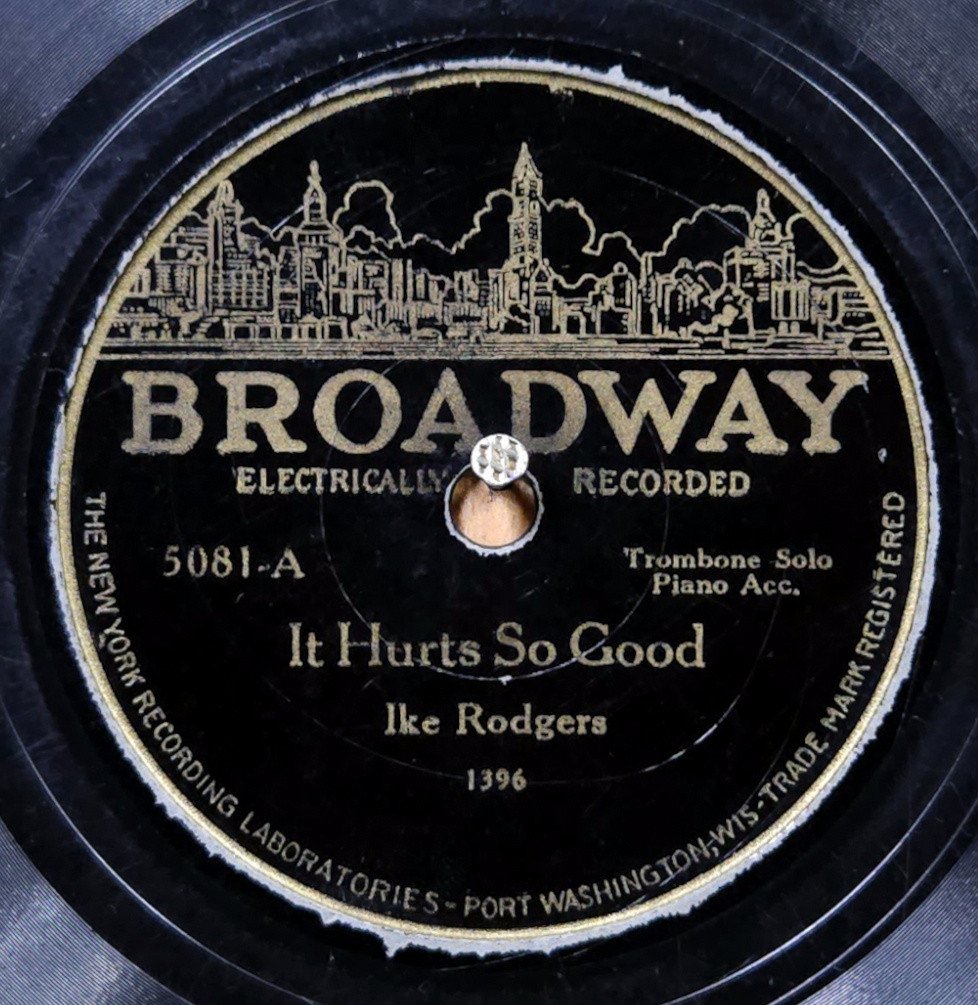 BROADWAY
ELECTRICALLY RECORDED
5081-A
Trombone Solo
Piano Acc.
It Hurts So Good
Ike Rodgers
1396
THE NEW YORK RECORDING LABORATORIES - PORT WASHINGTON, WIS - TRADE MARK REGISTERED